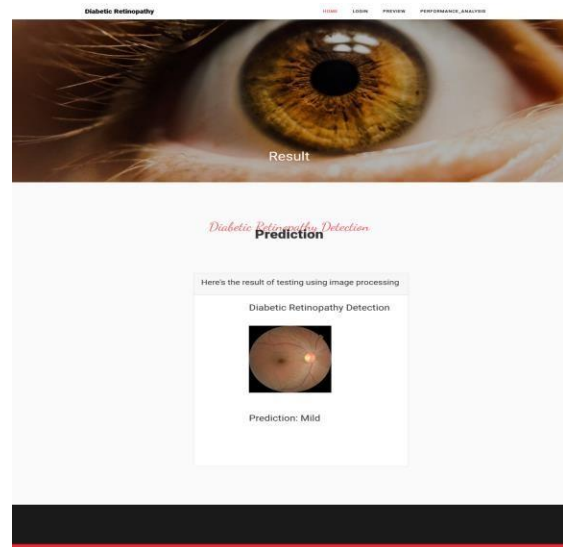 Diabetic Retinopathy
HOME LOGIN PREVIEW PERFORMANCE_ANALYSIS
Result
Diabetic Retinopathy Detection
Prediction
Here's the result of testing using image processing
Diabetic Retinopathy Detection
Prediction: Mild